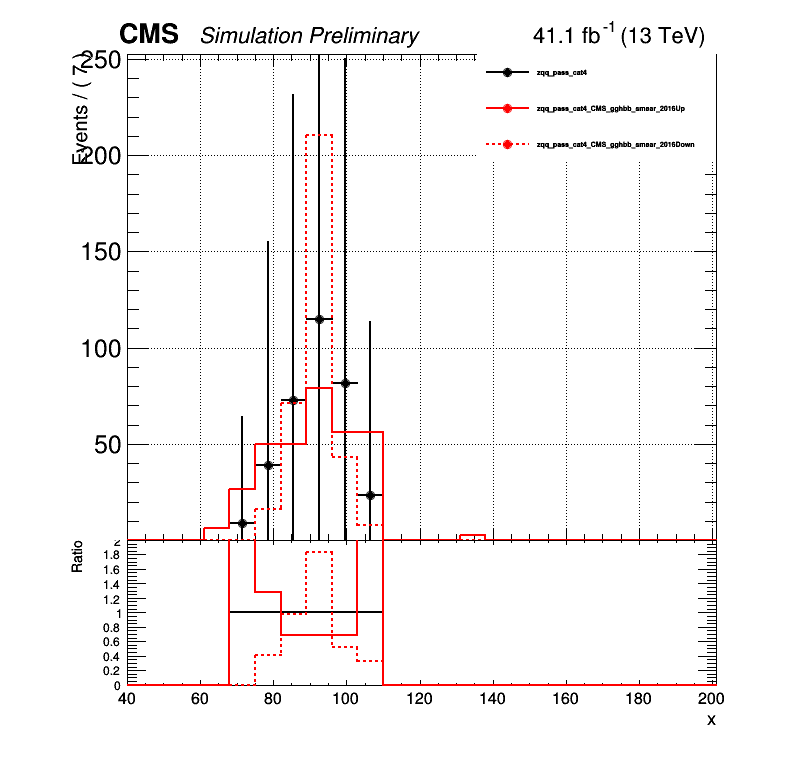 CMS Simulation Preliminary 41.1 fb-1 (13 TeV)
Events / ( 7 )
250
200
150
100
50
zqq_pass_cat4
zqq_pass_cat4_CMS_gghbb_smear_2016Up
zqq_pass_cat4_CMS_gghbb_smear_2016Down
Ratio
2
1.8
1.6
1.4
1.2
1
0.8
0.6
0.4
0.2
0
40 60 80 100 120 140 160 180 200
x